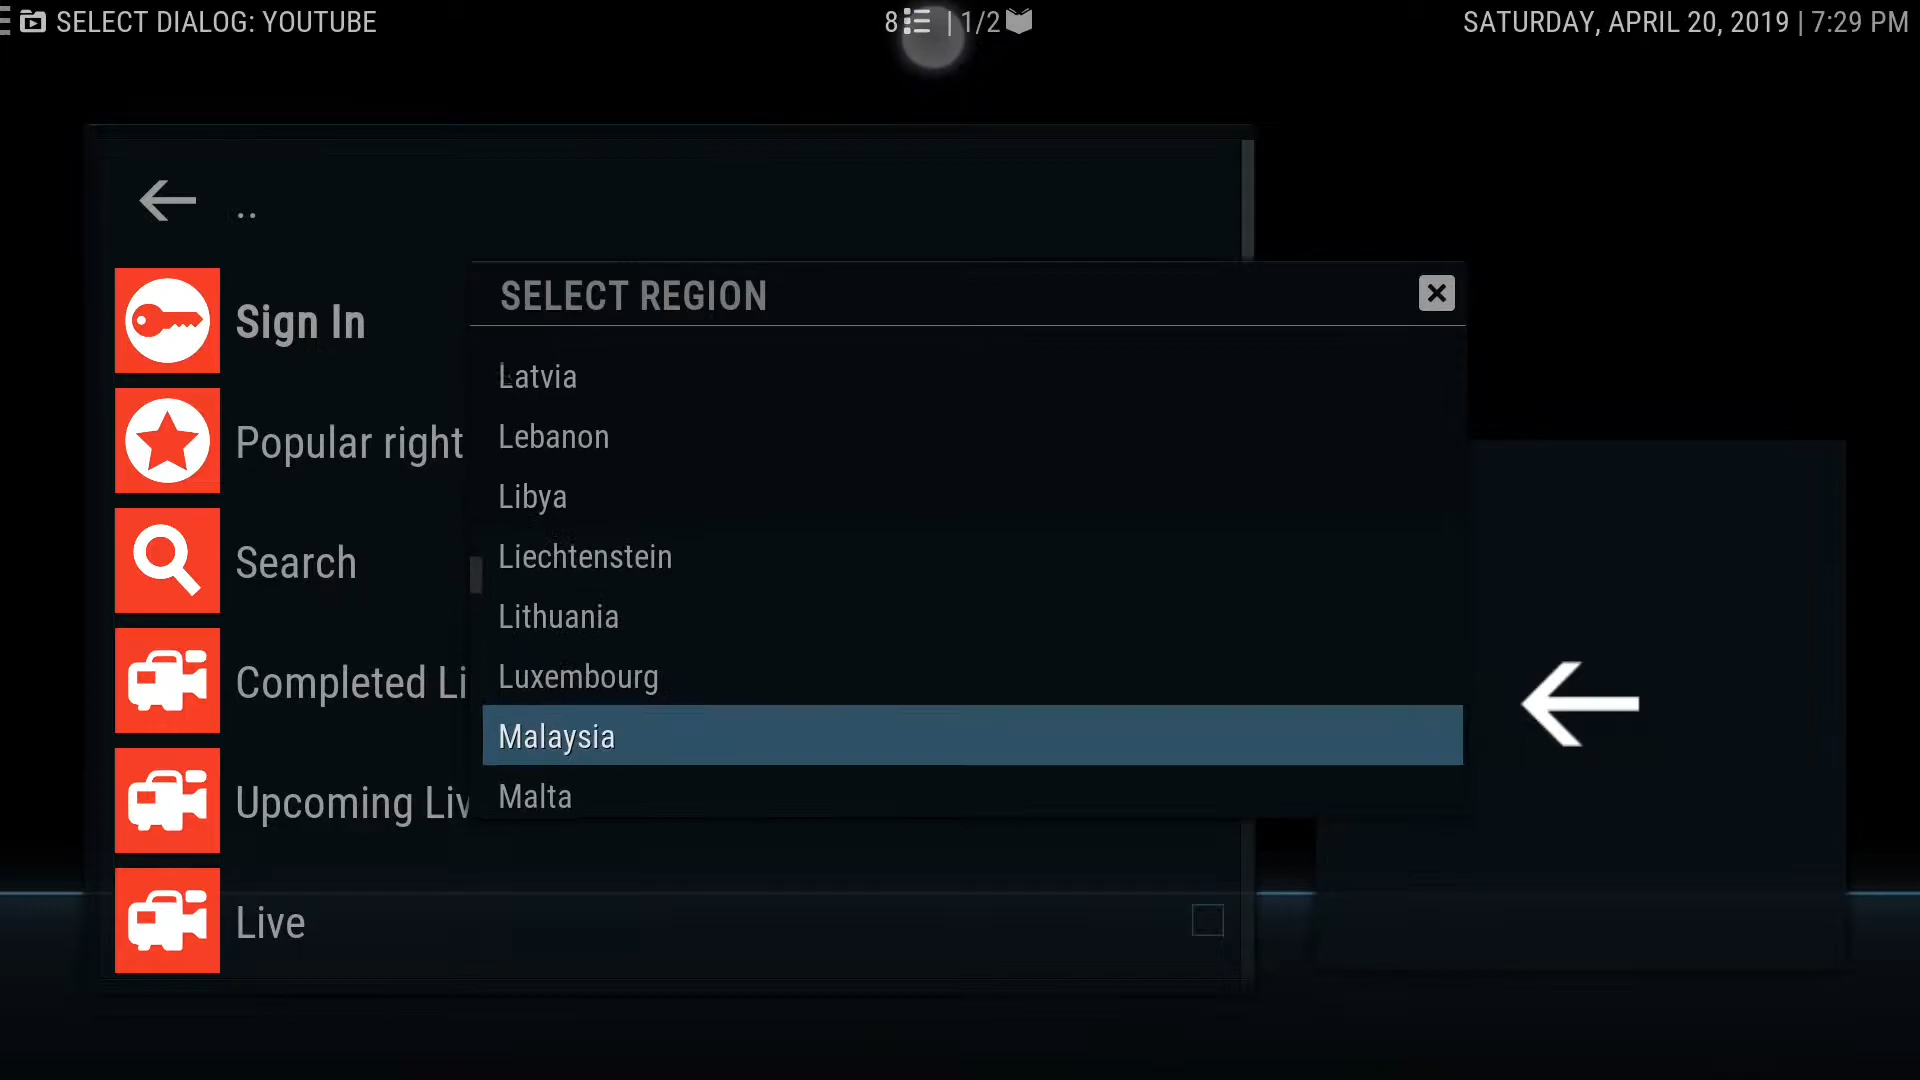 SELECT DIALOG: YOUTUBE
8 | 1/2
SATURDAY, APRIL 20, 2019 | 7:29 PM
..
Sign In
Popular right
Search
Completed Li
Upcoming Liv
Live
SELECT REGION
Latvia
Lebanon
Libya
Liechtenstein
Lithuania
Luxembourg
Malaysia
Malta